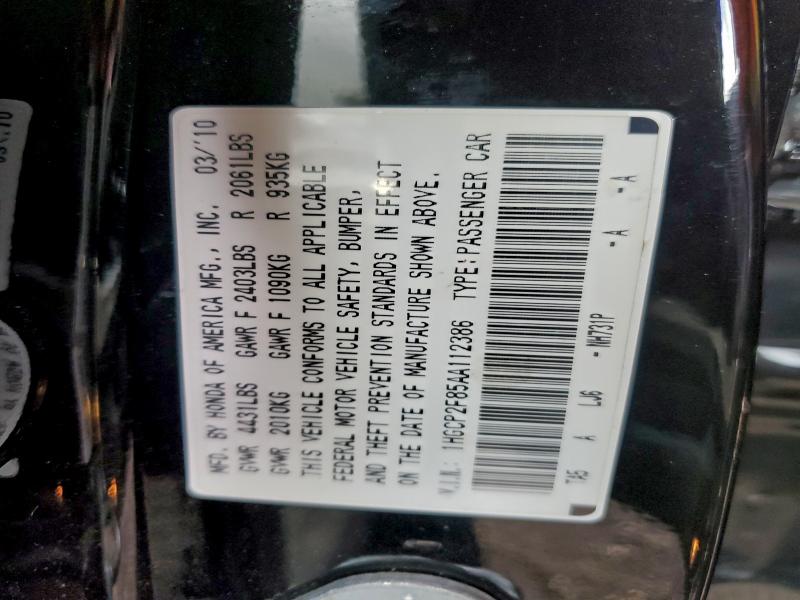 MFD. BY HONDA OF AMERICA MFG., INC. 03/'10
GVWR 4431LBS GAWR F 2403LBS R 2061LBS
GVWR 2010KG GAWR F 1090KG R 935KG
THIS VEHICLE CONFORMS TO ALL APPLICABLE
FEDERAL MOTOR VEHICLE SAFETY, BUMPER,
AND THEFT PREVENTION STANDARDS IN EFFECT
ON THE DATE OF MANUFACTURE SHOWN ABOVE.
V.I.N.: 1HGCP2F85AA112386 TYPE:PASSENGER CAR
TA5 A LJ6 -NH731P -A -A